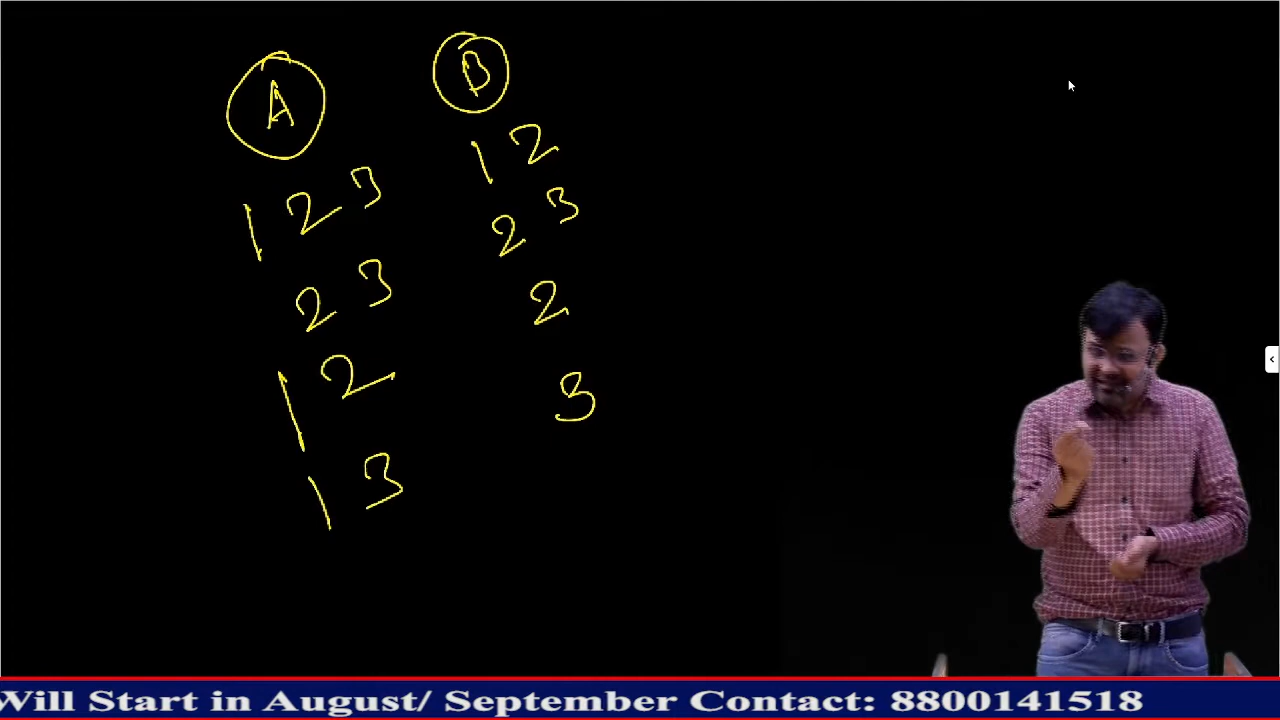 A
1 2 3
2 3
1 2
1 3
B
1 2
2 3
2
3
Will Start in August/ September Contact: 8800141518